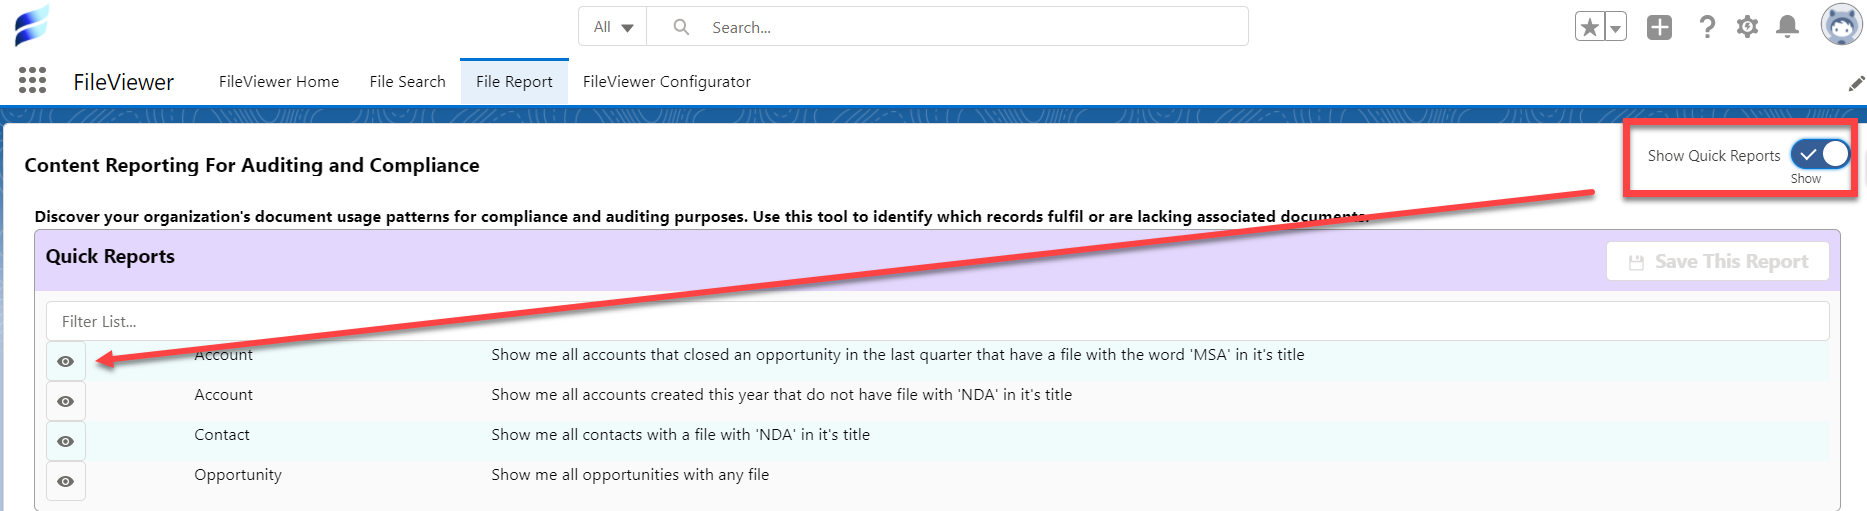 All
Search...
FileViewer
FileViewer Home
File Search
File Report
FileViewer Configurator
Content Reporting For Auditing and Compliance
Show Quick Reports
Show
Discover your organization's document usage patterns for compliance and auditing purposes. Use this tool to identify which records fulfil or are lacking associated documents.
Quick Reports
Save This Report
Filter List...
Account Show me all accounts that closed an opportunity in the last quarter that have a file with the word 'MSA' in it's title
Account Show me all accounts created this year that do not have file with 'NDA' in it's title
Contact Show me all contacts with a file with 'NDA' in it's title
Opportunity Show me all opportunities with any file